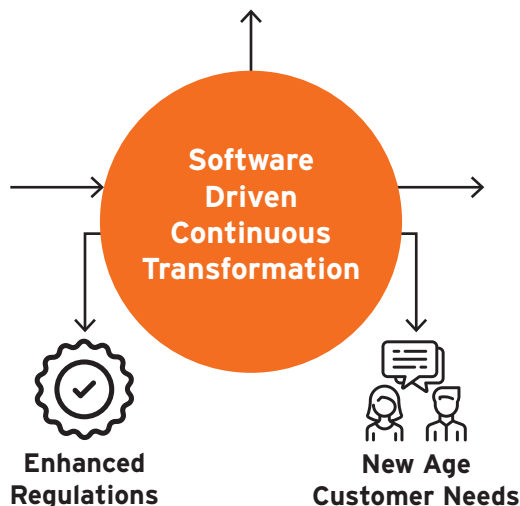 Software
Driven
Continuous
Transformation
Enhanced
Regulations
New Age
Customer Needs